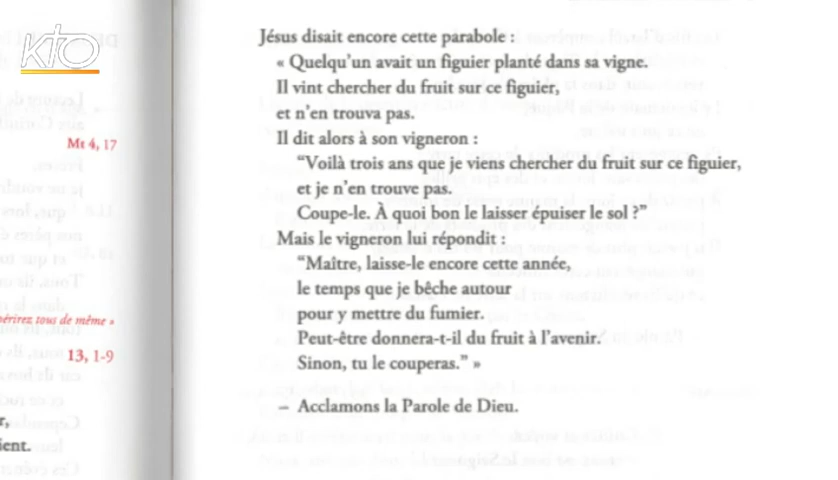 KTO
Mt 4, 17
périrez tous de même »
13, 1-9
r,
ient.
Jésus disait encore cette parabole :
« Quelqu'un avait un figuier planté dans sa vigne.
Il vint chercher du fruit sur ce figuier,
et n'en trouva pas.
Il dit alors à son vigneron :
“Voilà trois ans que je viens chercher du fruit sur ce figuier,
et je n'en trouve pas.
Coupe-le. À quoi bon le laisser épuiser le sol ?”
Mais le vigneron lui répondit :
“Maître, laisse-le encore cette année,
le temps que je bêche autour
pour y mettre du fumier.
Peut-être donnera-t-il du fruit à l'avenir.
Sinon, tu le couperas.” »
– Acclamons la Parole de Dieu.